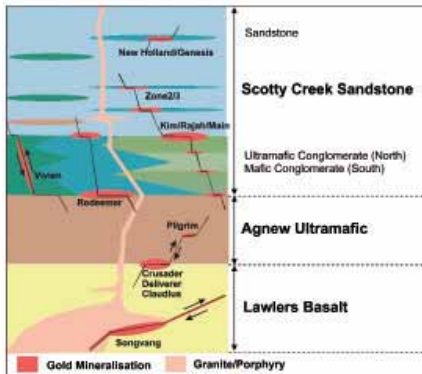 New Holland/Genesis
Zone2/3
Kim/Rajah/Main
Vivian
Redeemer
Pilgrim
Crusader
Deliverer
Claudius
Songvang
Sandstone
Scotty Creek Sandstone
Ultramafic Conglomerate (North)
Mafic Conglomerate (South)
Agnew Ultramafic
Lawlers Basalt
Gold Mineralisation
Granite/Porphyry